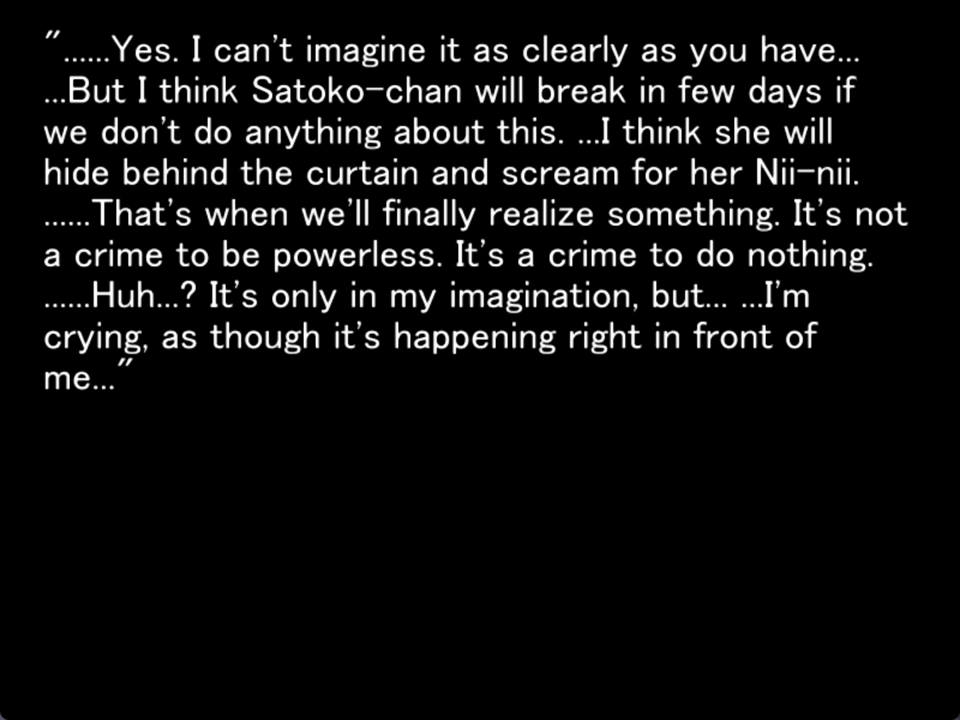 "......Yes. I can't imagine it as clearly as you have...
...But I think Satoko-chan will break in few days if
we don't do anything about this. ...I think she will
hide behind the curtain and scream for her Nii-nii.
......That's when we'll finally realize something. It's not
a crime to be powerless. It's a crime to do nothing.
......Huh...? It's only in my imagination, but... ...I'm
crying, as though it's happening right in front of
me..."